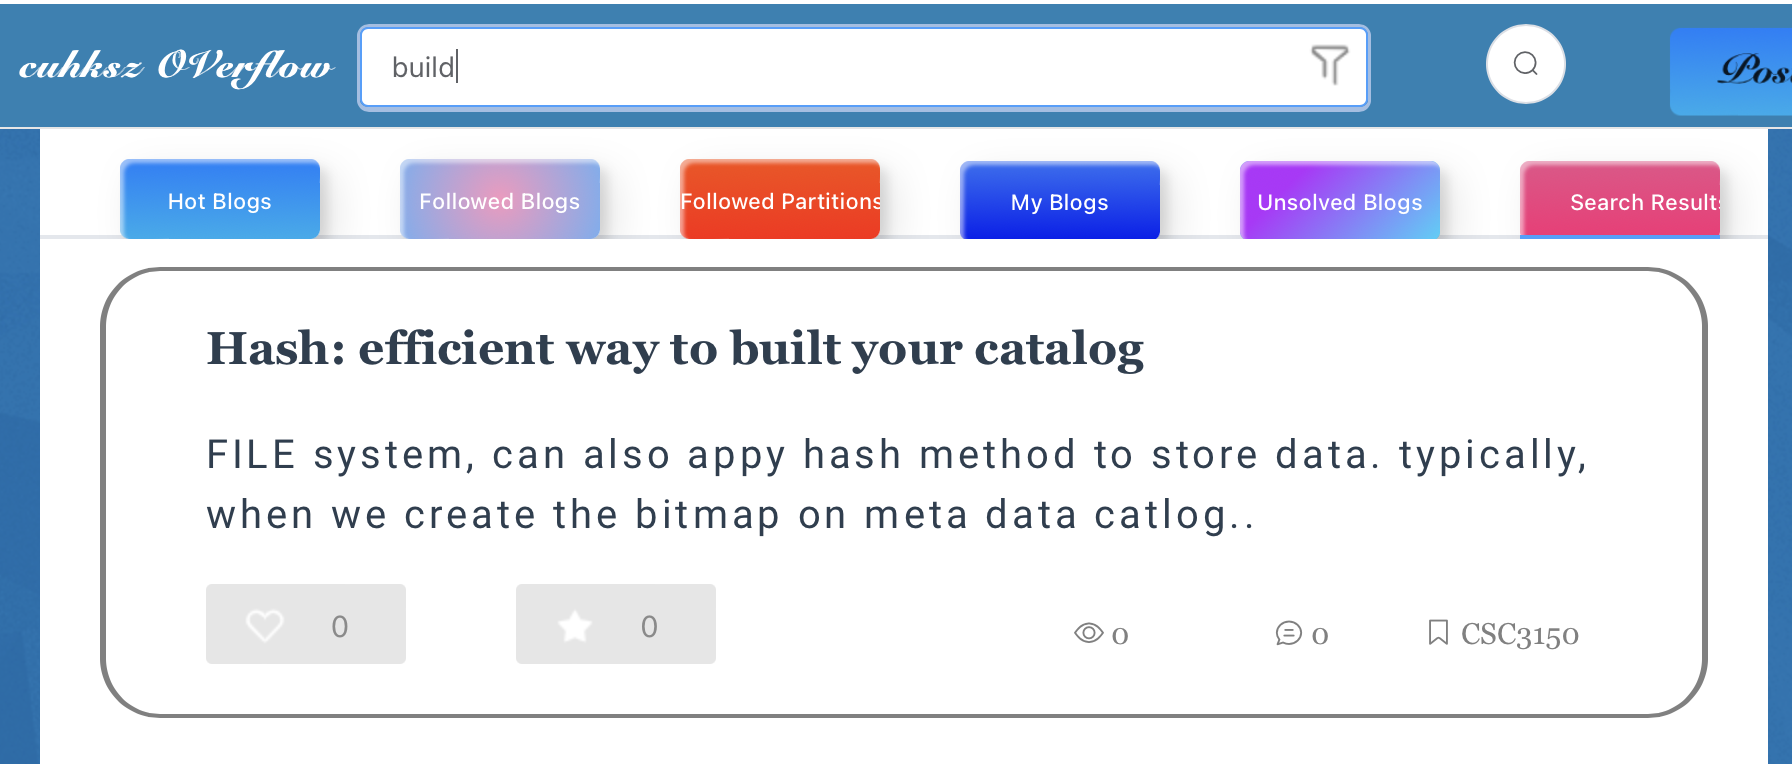 cuhksz OVerflow
build
Hot Blogs
Followed Blogs
Followed Partitions
My Blogs
Unsolved Blogs
Search Results
Hash: efficient way to built your catalog
FILE system, can also appy hash method to store data. typically,
when we create the bitmap on meta data catlog..
0
0
0
0
CSC3150